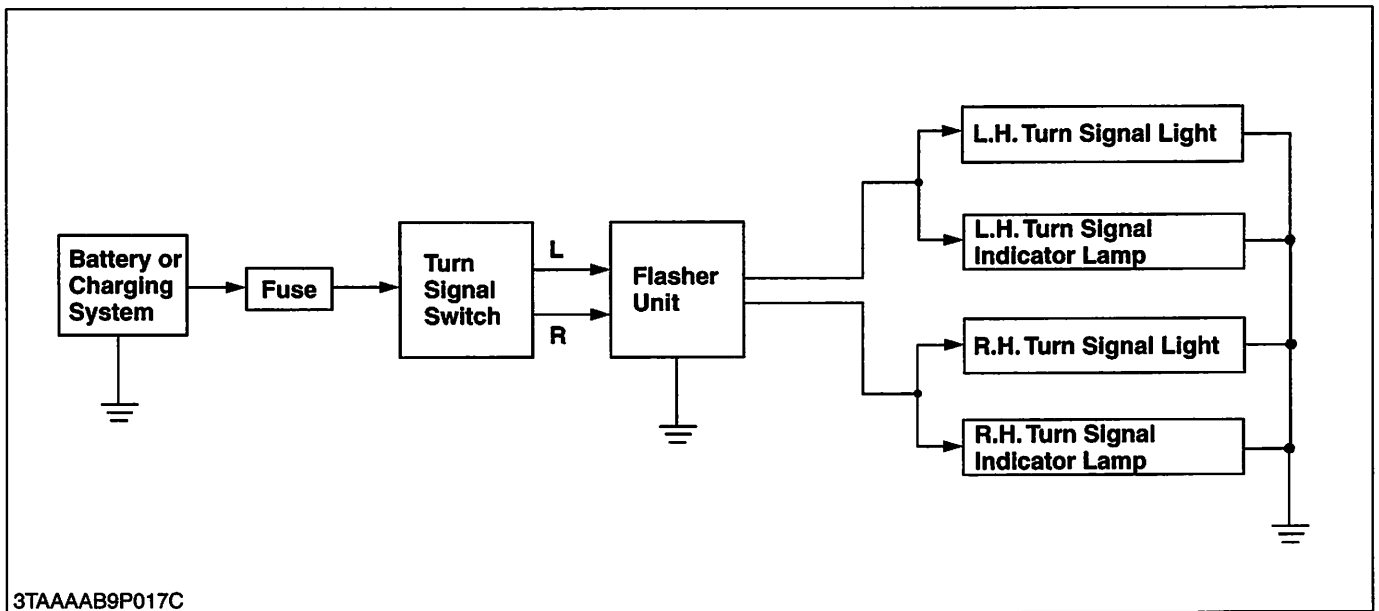 L.H. Turn Signal Light
L.H. Turn Signal
Indicator Lamp
Battery or
Charging
System
Fuse
Turn
Signal
Switch
L
R
Flasher
Unit
R.H. Turn Signal Light
R.H. Turn Signal
Indicator Lamp
3TAAAAB9P017C